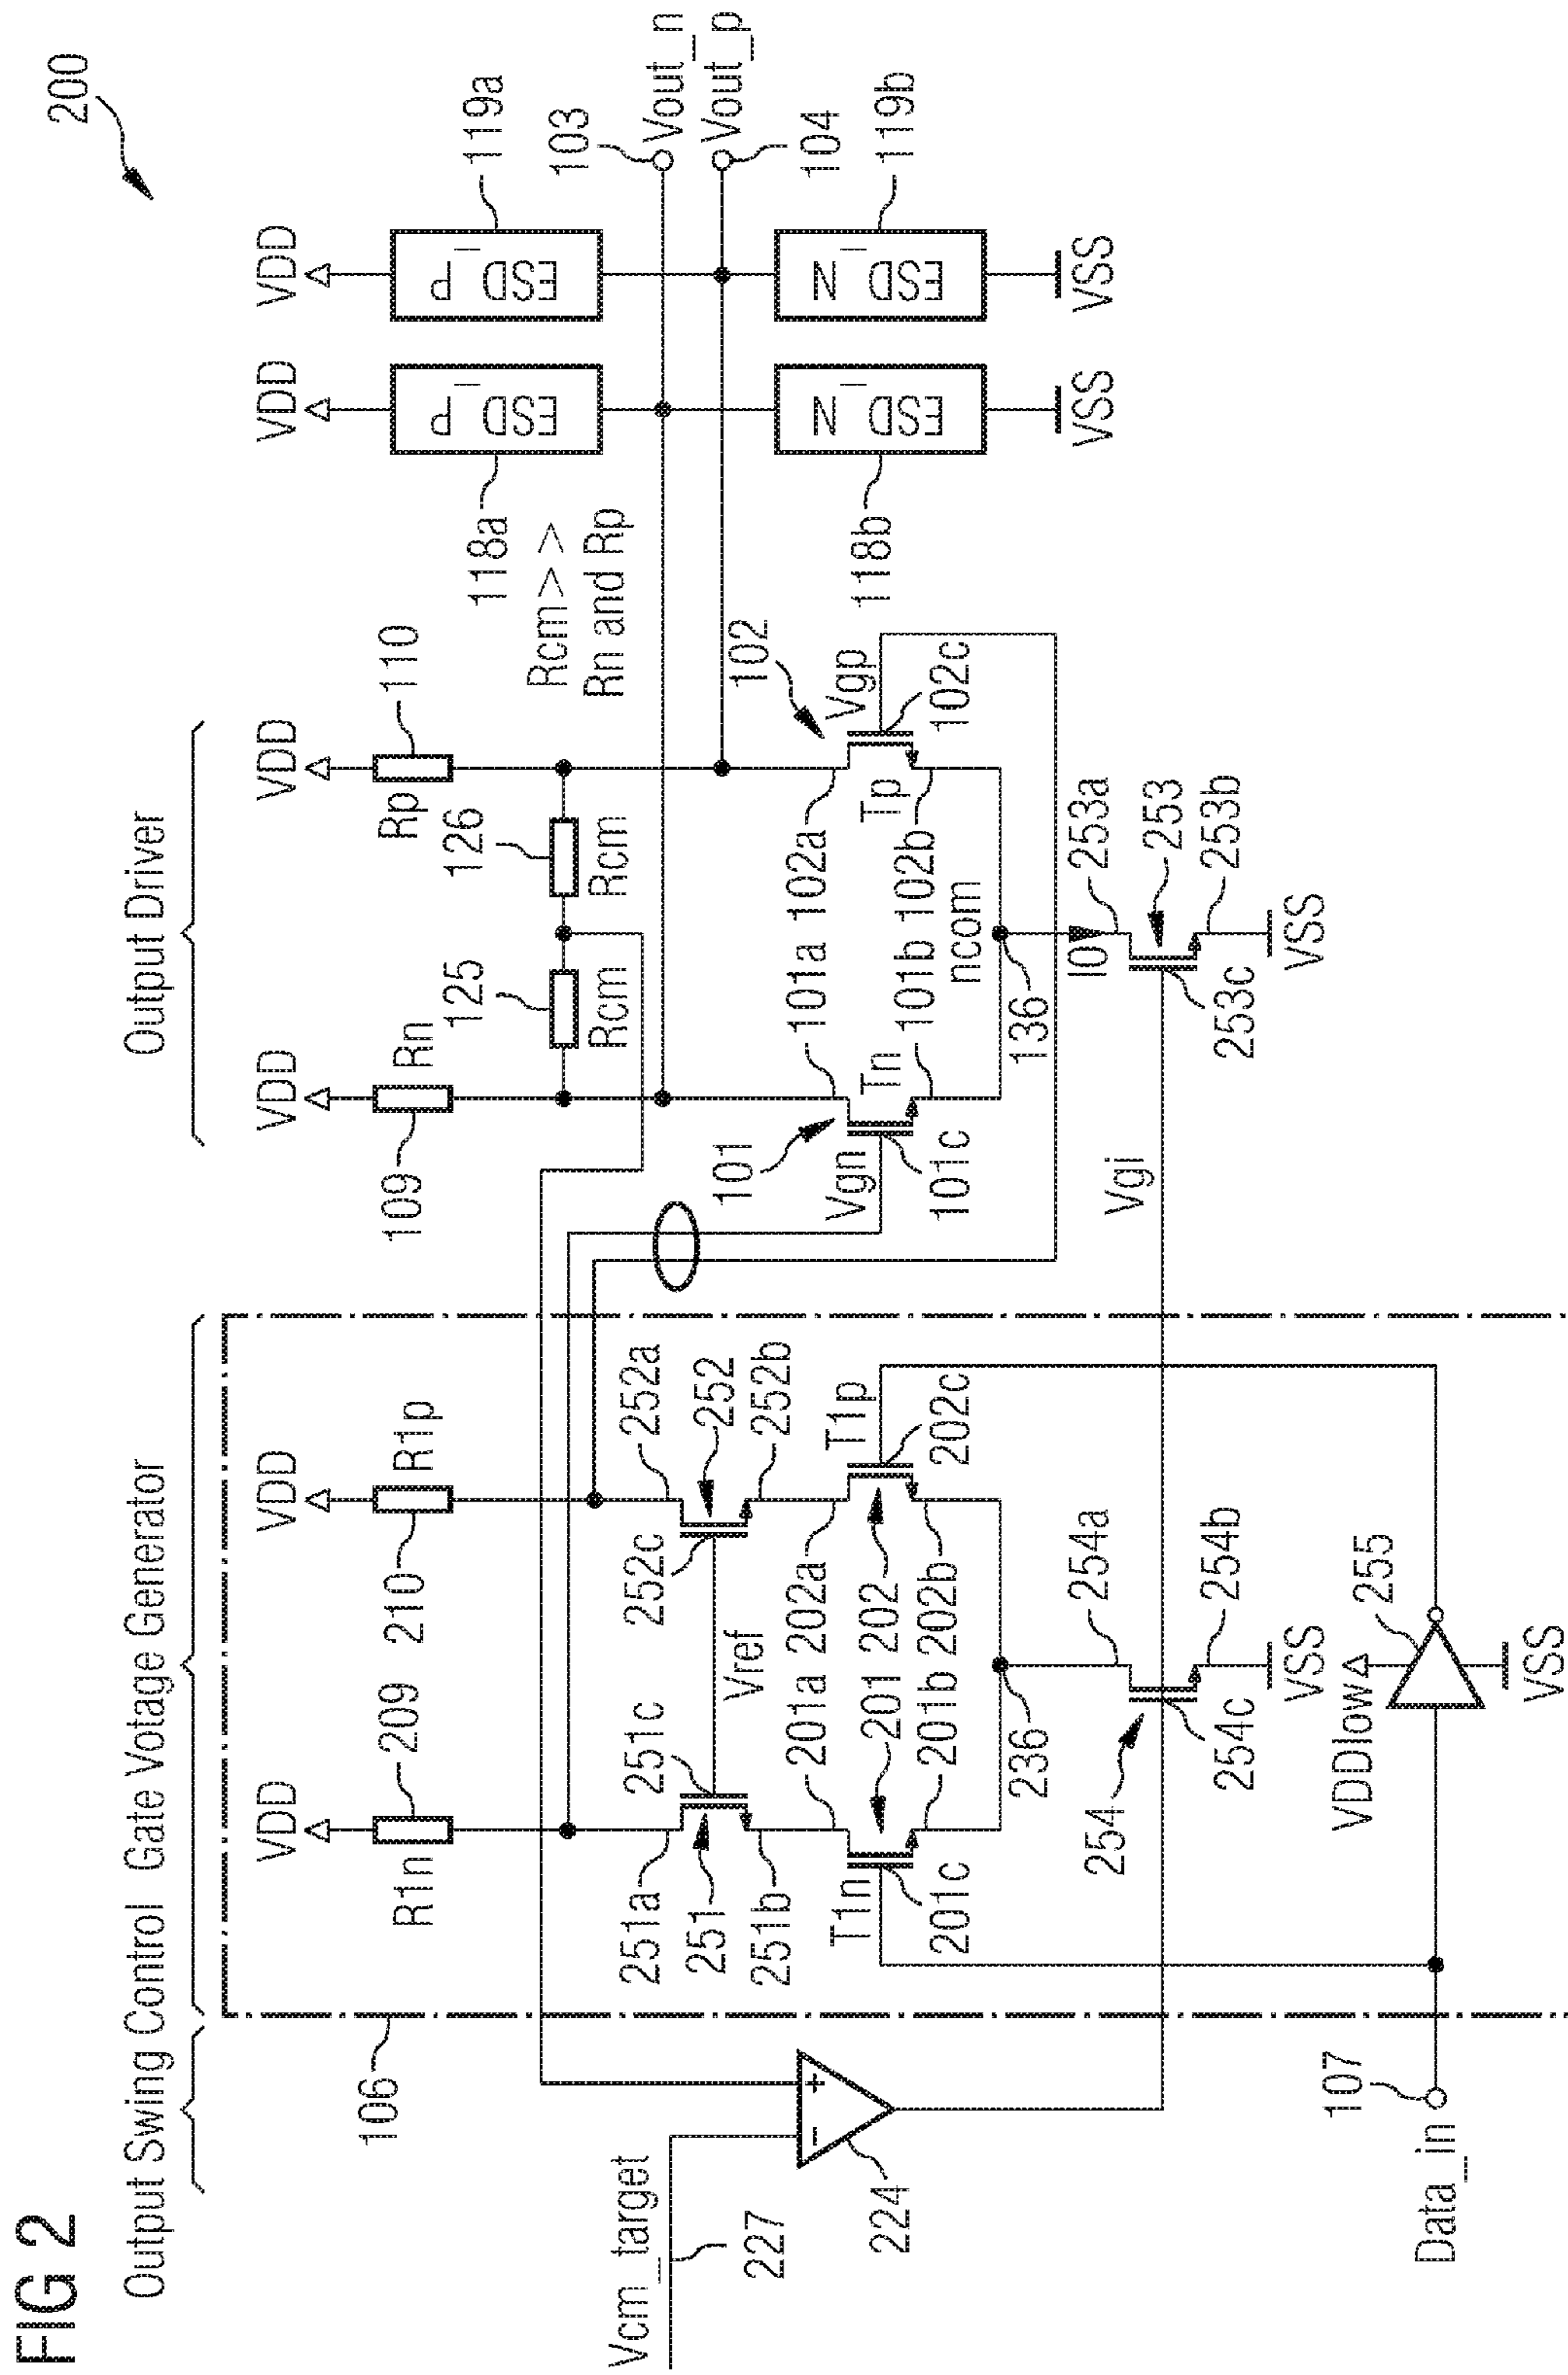 FIG 2
200
Output Swing Control
Gate Votage Generator
Output Driver
VDD
VDD
VDD
VDD
VDD
VDD
R1n
209
210
R1p
109
Rn
Rp
110
118a
ESD_P
119a
ESD_P
106
125
126
Rcm
Rcm
Rcm>>
Rn and Rp
103
Vout_n
Vout_p
104
251a
251
251b
251c
Vref
252c
252a
252
252b
Vcm_target
227
224
-
+
T1n
201c
201a
202a
201
202
201b
202b
T1p
202c
236
101
Vgn
101c
101a
102a
Tn
Tp
101b
102b
ncom
136
102
Vgp
102c
118b
ESD_N
119b
ESD_N
VSS
VSS
254
254c
254a
254b
VSS
Vgi
I0
253a
253
253b
253c
VSS
107
Data_in
VDDlow
255
VSS